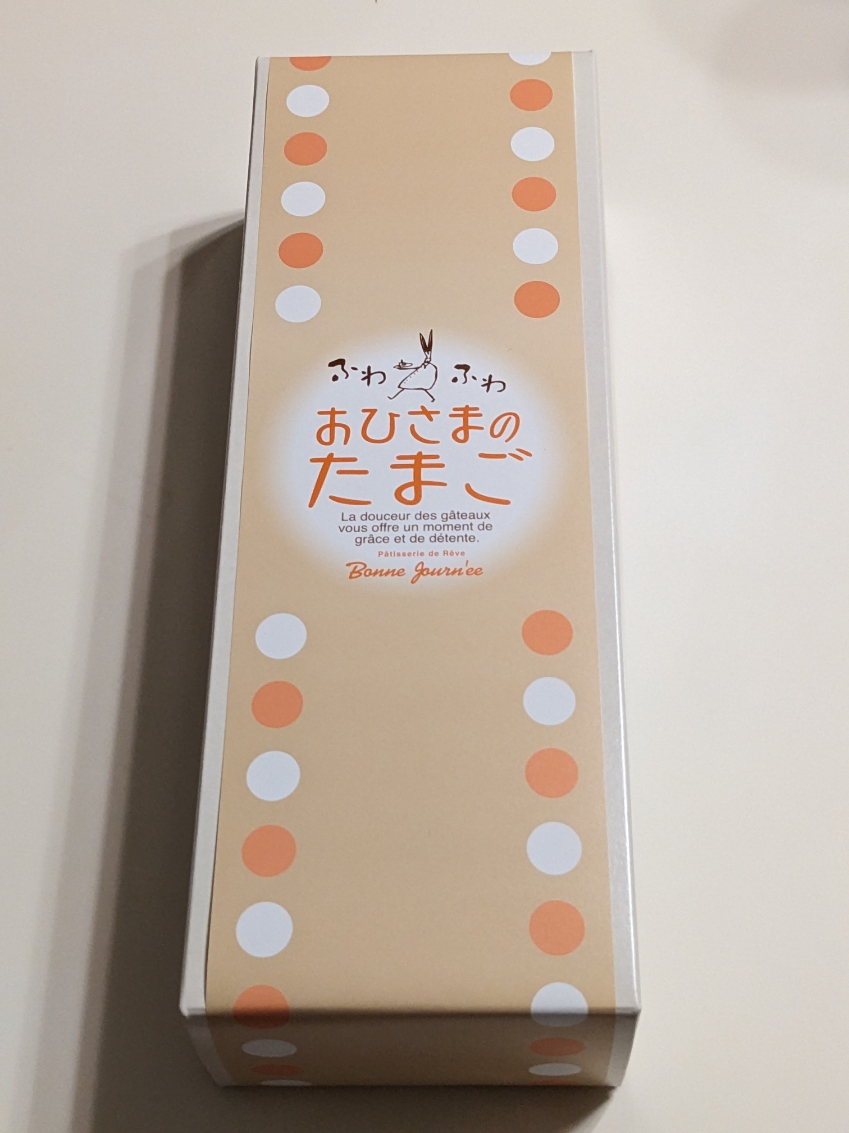 ふわ ふわ
おひさまの
たまご
La douceur des gâteaux
vous offre un moment de
grâce et de détente.
Pâtisserie de Rêve
Bonne Journ'ee